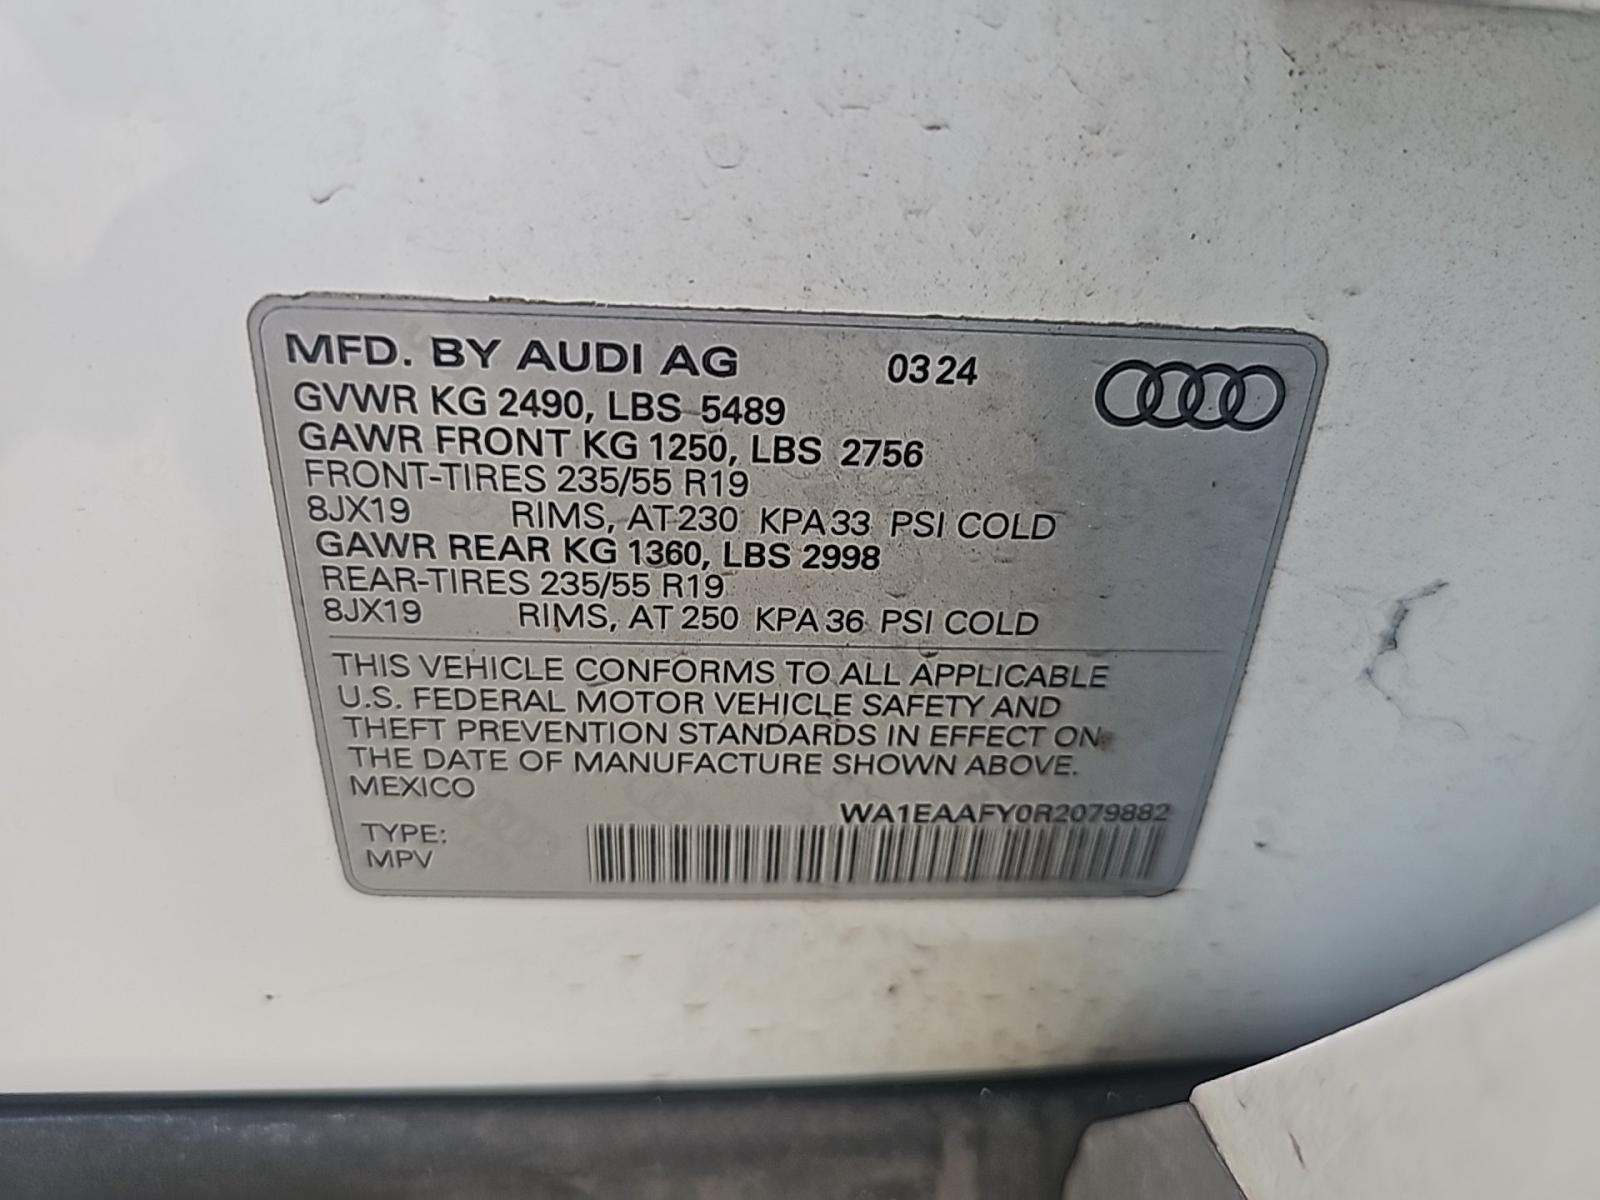 MFD. BY AUDI AG 03 24
GVWR KG 2490, LBS 5489
GAWR FRONT KG 1250, LBS 2756
FRONT-TIRES 235/55 R19
8JX19 RIMS, AT 230 KPA 33 PSI COLD
GAWR REAR KG 1360, LBS 2998
REAR-TIRES 235/55 R19
8JX19 RIMS, AT 250 KPA 36 PSI COLD
THIS VEHICLE CONFORMS TO ALL APPLICABLE
U.S. FEDERAL MOTOR VEHICLE SAFETY AND
THEFT PREVENTION STANDARDS IN EFFECT ON
THE DATE OF MANUFACTURE SHOWN ABOVE.
MEXICO
WA1EAAFY0R2079882
TYPE:
MPV